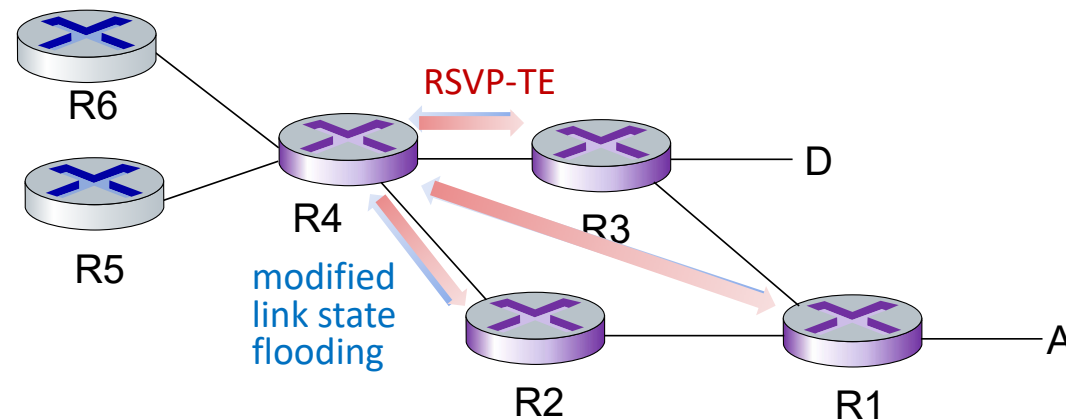 RSVP-TE
R6
D
R4
R3
R5
modified
link state
flooding
A
R2
R1